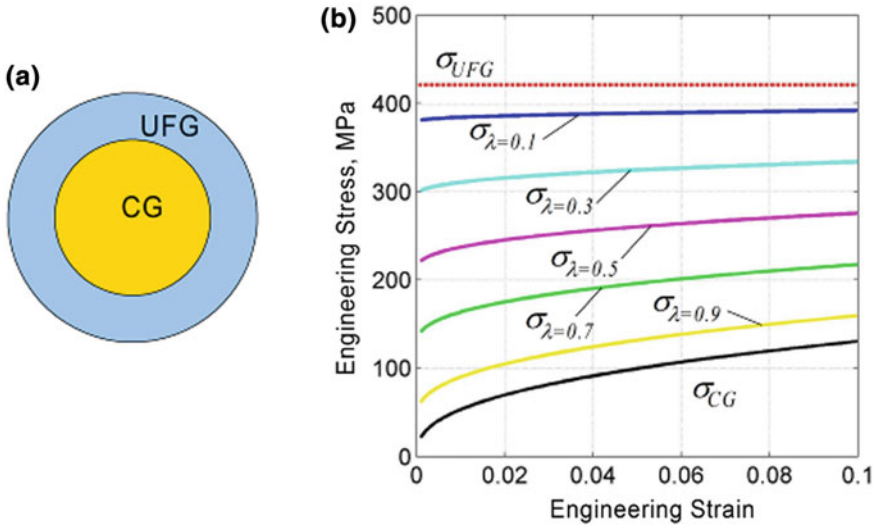 (a)
UFG
CG
(b)
Engineering Stress, MPa
500
400
300
200
100
0
σUFG
σλ=0.1
σλ=0.3
σλ=0.5
σλ=0.7
σλ=0.9
σCG
0 0.02 0.04 0.06 0.08 0.1
Engineering Strain